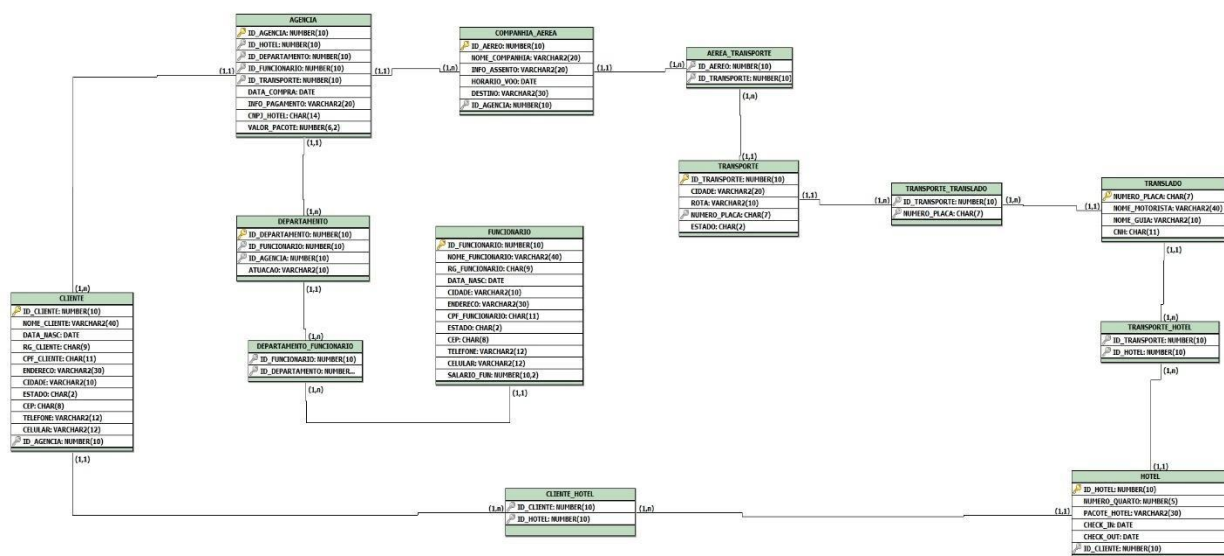 AGENCIA
ID_AGENCIA: NUMBER(10)
ID_HOTEL: NUMBER(10)
ID_DEPARTAMENTO: NUMBER(10)
ID_FUNCIONARIO: NUMBER(10)
ID_TRANSPORTE: NUMBER(10)
DATA_COMPRA: DATE
INFO_PAGAMENTO: VARCHAR2(20)
CNPJ_HOTEL: CHAR(14)
VALOR_PACOTE: NUMBER(6,2)
(1,1)
(1,1)
(1,1)
COMPANHIA_AEREA
ID_AEREO: NUMBER(10)
NOME_COMPANHIA: VARCHAR2(20)
INFO_ASSENTO: VARCHAR2(20)
HORARIO_VOO: DATE
DESTINO: VARCHAR2(30)
ID_AGENCIA: NUMBER(10)
(1,n)
(1,1)
AEREA_TRANSPORTE
ID_AEREO: NUMBER(10)
ID_TRANSPORTE: NUMBER(10)
(1,n)
(1,n)
(1,1)
TRANSPORTE
ID_TRANSPORTE: NUMBER(10)
CIDADE: VARCHAR2(20)
ROTA: VARCHAR2(10)
NUMERO_PLACA: CHAR(7)
ESTADO: CHAR(2)
(1,1)
TRANSPORTE_TRANSLADO
ID_TRANSPORTE: NUMBER(10)
NUMERO_PLACA: CHAR(7)
(1,n)
(1,n)
TRANSLADO
NUMERO_PLACA: CHAR(7)
NOME_MOTORISTA: VARCHAR2(40)
NOME_GUIA: VARCHAR2(10)
CNH: CHAR(11)
(1,1)
(1,1)
(1,n)
DEPARTAMENTO
ID_DEPARTAMENTO: NUMBER(10)
ID_FUNCIONARIO: NUMBER(10)
ID_AGENCIA: NUMBER(10)
ATUACAO: VARCHAR2(10)
(1,1)
FUNCIONARIO
ID_FUNCIONARIO: NUMBER(10)
NOME_FUNCIONARIO: VARCHAR2(40)
RG_FUNCIONARIO: CHAR(9)
DATA_NASC: DATE
CIDADE: VARCHAR2(10)
ENDERECO: VARCHAR2(30)
CPF_FUNCIONARIO: CHAR(11)
ESTADO: CHAR(2)
CEP: CHAR(8)
TELEFONE: VARCHAR2(12)
CELULAR: VARCHAR2(12)
SALARIO_FUN: NUMBER(10,2)
(1,1)
(1,n)
CLIENTE
ID_CLIENTE: NUMBER(10)
NOME_CLIENTE: VARCHAR2(40)
DATA_NASC: DATE
RG_CLIENTE: CHAR(9)
CPF_CLIENTE: CHAR(11)
ENDERECO: VARCHAR2(30)
CIDADE: VARCHAR2(10)
ESTADO: CHAR(2)
CEP: CHAR(8)
TELEFONE: VARCHAR2(12)
CELULAR: VARCHAR2(12)
ID_AGENCIA: NUMBER(10)
(1,1)
(1,n)
DEPARTAMENTO_FUNCIONARIO
ID_FUNCIONARIO: NUMBER(10)
ID_DEPARTAMENTO: NUMBER...
(1,n)
(1,n)
TRANSPORTE_HOTEL
ID_TRANSPORTE: NUMBER(10)
ID_HOTEL: NUMBER(10)
(1,n)
CLIENTE_HOTEL
ID_CLIENTE: NUMBER(10)
ID_HOTEL: NUMBER(10)
(1,n)
(1,n)
(1,1)
HOTEL
ID_HOTEL: NUMBER(10)
NUMERO_QUARTO: NUMBER(5)
PACOTE_HOTEL: VARCHAR2(30)
CHECK_IN: DATE
CHECK_OUT: DATE
ID_CLIENTE: NUMBER(10)
(1,1)